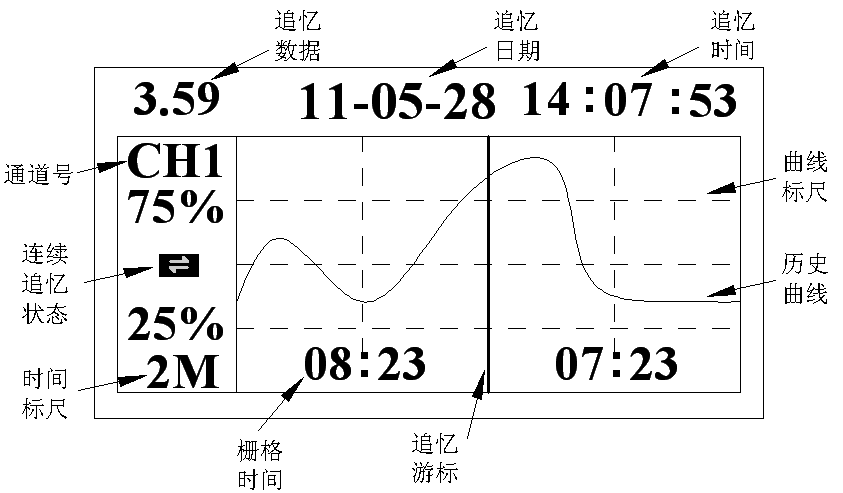 追忆
数据
追忆
日期
追忆
时间
3.59
11-05-28
14:07:53
通道号
CH1
75%
曲线
标尺
连续
追忆
状态
历史
曲线
25%
时间
标尺
2M
08:23
07:23
栅格
时间
追忆
游标